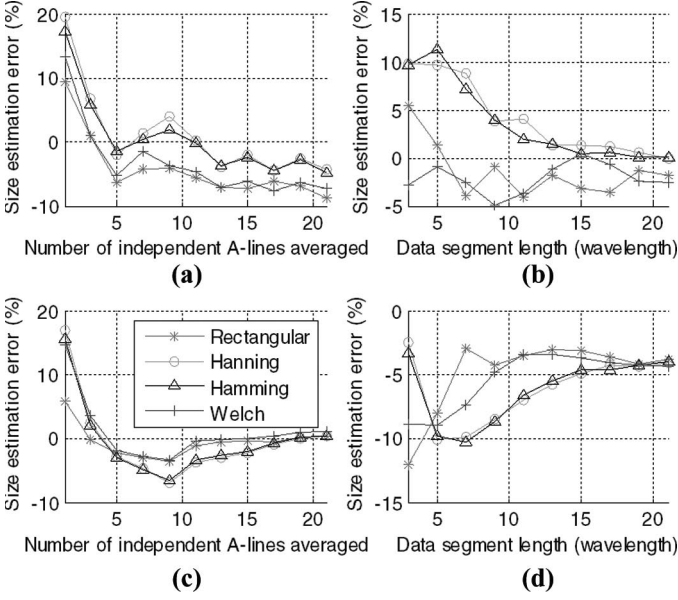 Size estimation error (%)
20
10
0
-10
5
10
15
20
Number of independent A-lines averaged
(a)
Size estimation error (%)
15
10
5
0
-5
5
10
15
20
Data segment length (wavelength)
(b)
Size estimation error (%)
20
10
0
-10
Rectangular
Hanning
Hamming
Welch
5
10
15
20
Number of independent A-lines averaged
(c)
Size estimation error (%)
0
-5
-10
-15
5
10
15
20
Data segment length (wavelength)
(d)